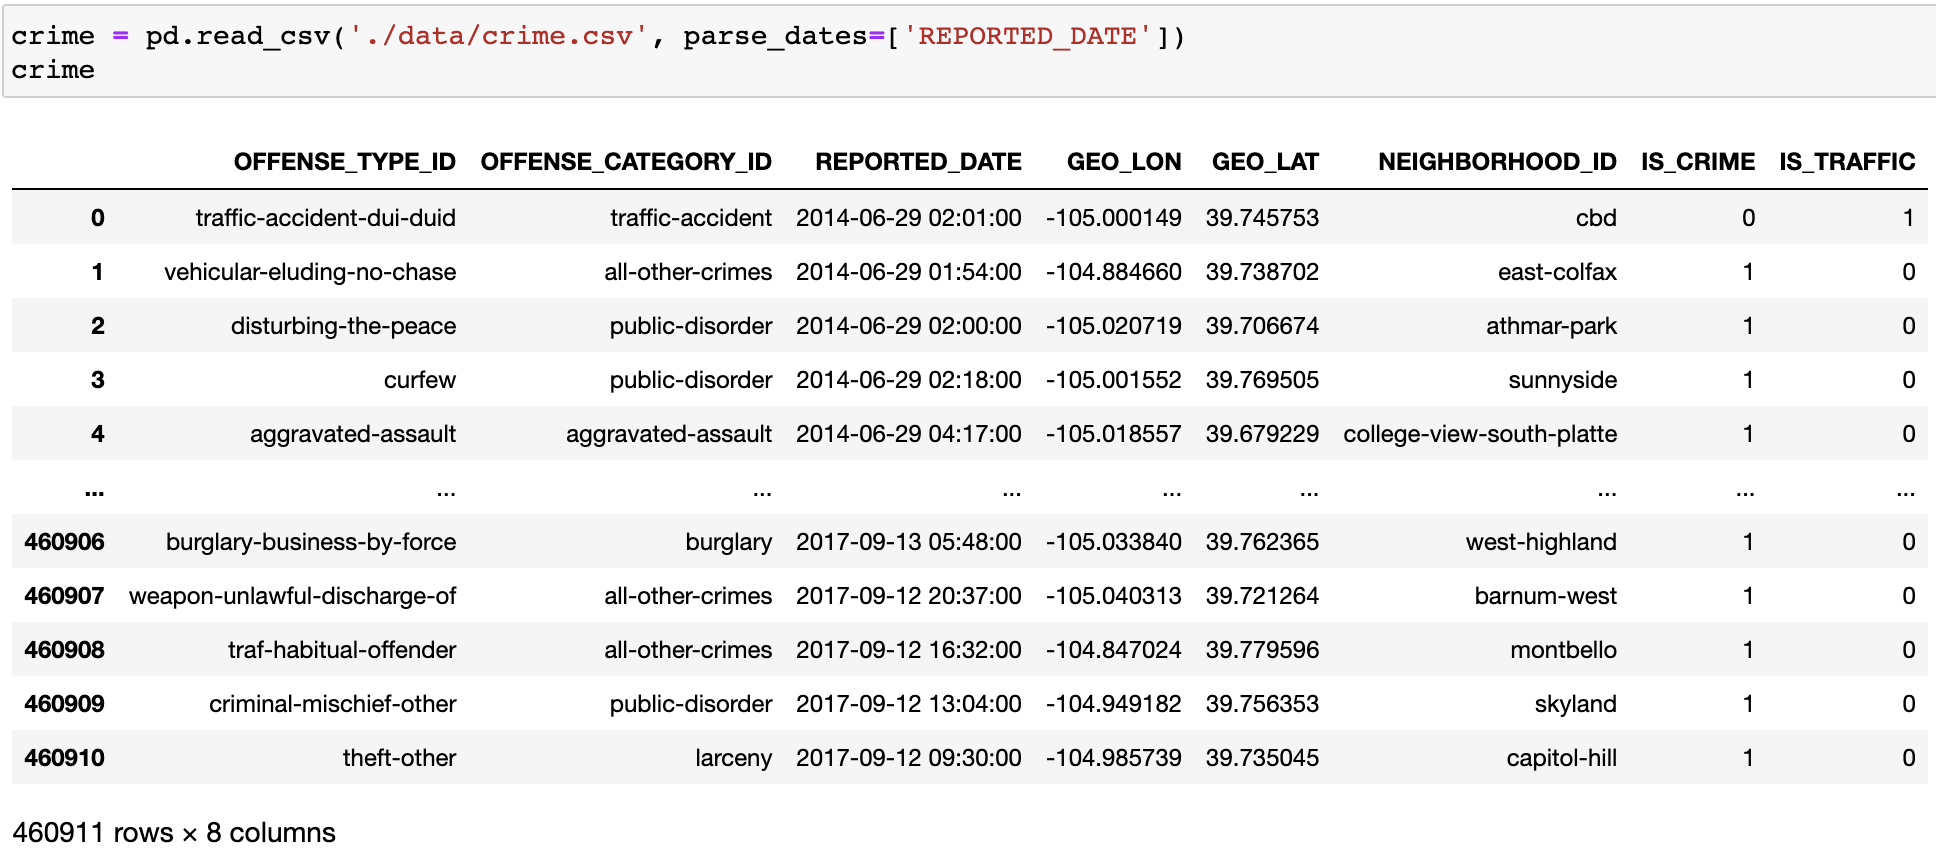 crime = pd.read_csv('./data/crime.csv', parse_dates=['REPORTED_DATE'])
crime
OFFENSE_TYPE_ID OFFENSE_CATEGORY_ID REPORTED_DATE GEO_LON GEO_LAT NEIGHBORHOOD_ID IS_CRIME IS_TRAFFIC
0 traffic-accident-dui-duid traffic-accident 2014-06-29 02:01:00 -105.000149 39.745753 cbd 0 1
1 vehicular-eluding-no-chase all-other-crimes 2014-06-29 01:54:00 -104.884660 39.738702 east-colfax 1 0
2 disturbing-the-peace public-disorder 2014-06-29 02:00:00 -105.020719 39.706674 athmar-park 1 0
3 curfew public-disorder 2014-06-29 02:18:00 -105.001552 39.769505 sunnyside 1 0
4 aggravated-assault aggravated-assault 2014-06-29 04:17:00 -105.018557 39.679229 college-view-south-platte 1 0
... ... ... ... ... ... ... ... ...
460906 burglary-business-by-force burglary 2017-09-13 05:48:00 -105.033840 39.762365 west-highland 1 0
460907 weapon-unlawful-discharge-of all-other-crimes 2017-09-12 20:37:00 -105.040313 39.721264 barnum-west 1 0
460908 traf-habitual-offender all-other-crimes 2017-09-12 16:32:00 -104.847024 39.779596 montbello 1 0
460909 criminal-mischief-other public-disorder 2017-09-12 13:04:00 -104.949182 39.756353 skyland 1 0
460910 theft-other larceny 2017-09-12 09:30:00 -104.985739 39.735045 capitol-hill 1 0
460911 rows × 8 columns